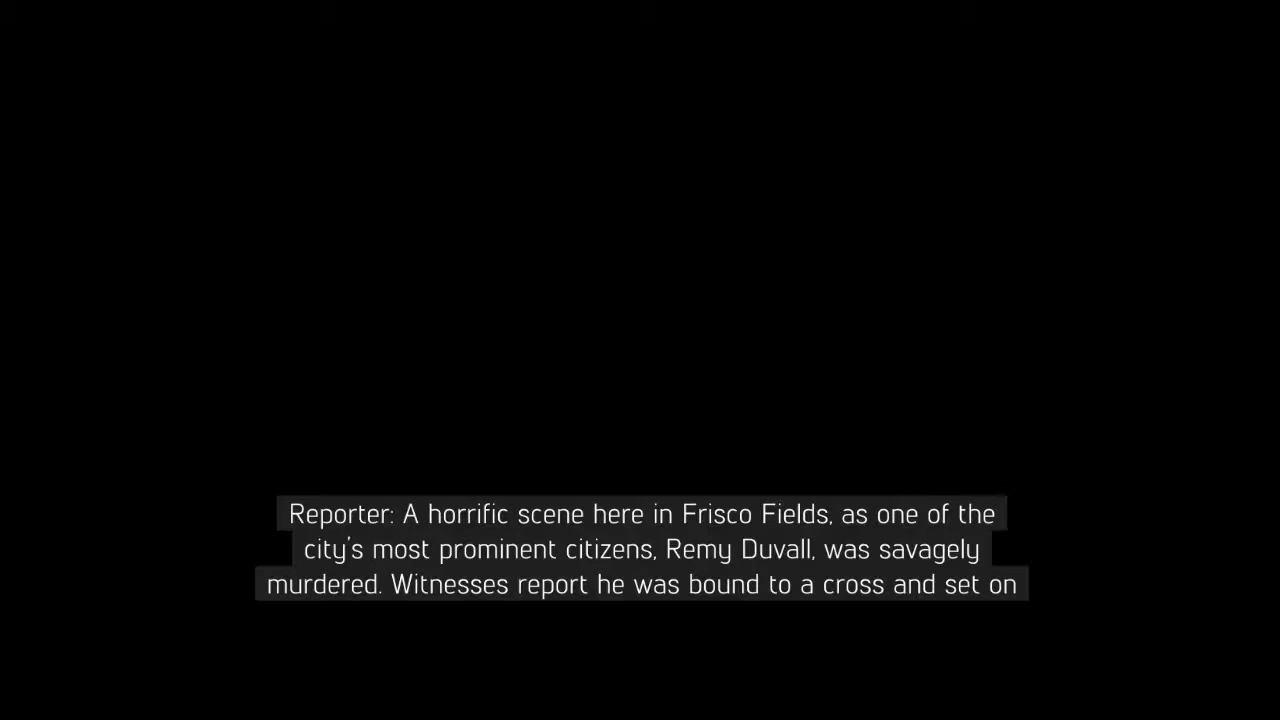 Reporter: A horrific scene here in Frisco Fields, as one of the
city's most prominent citizens, Remy Duvall, was savagely
murdered. Witnesses report he was bound to a cross and set on